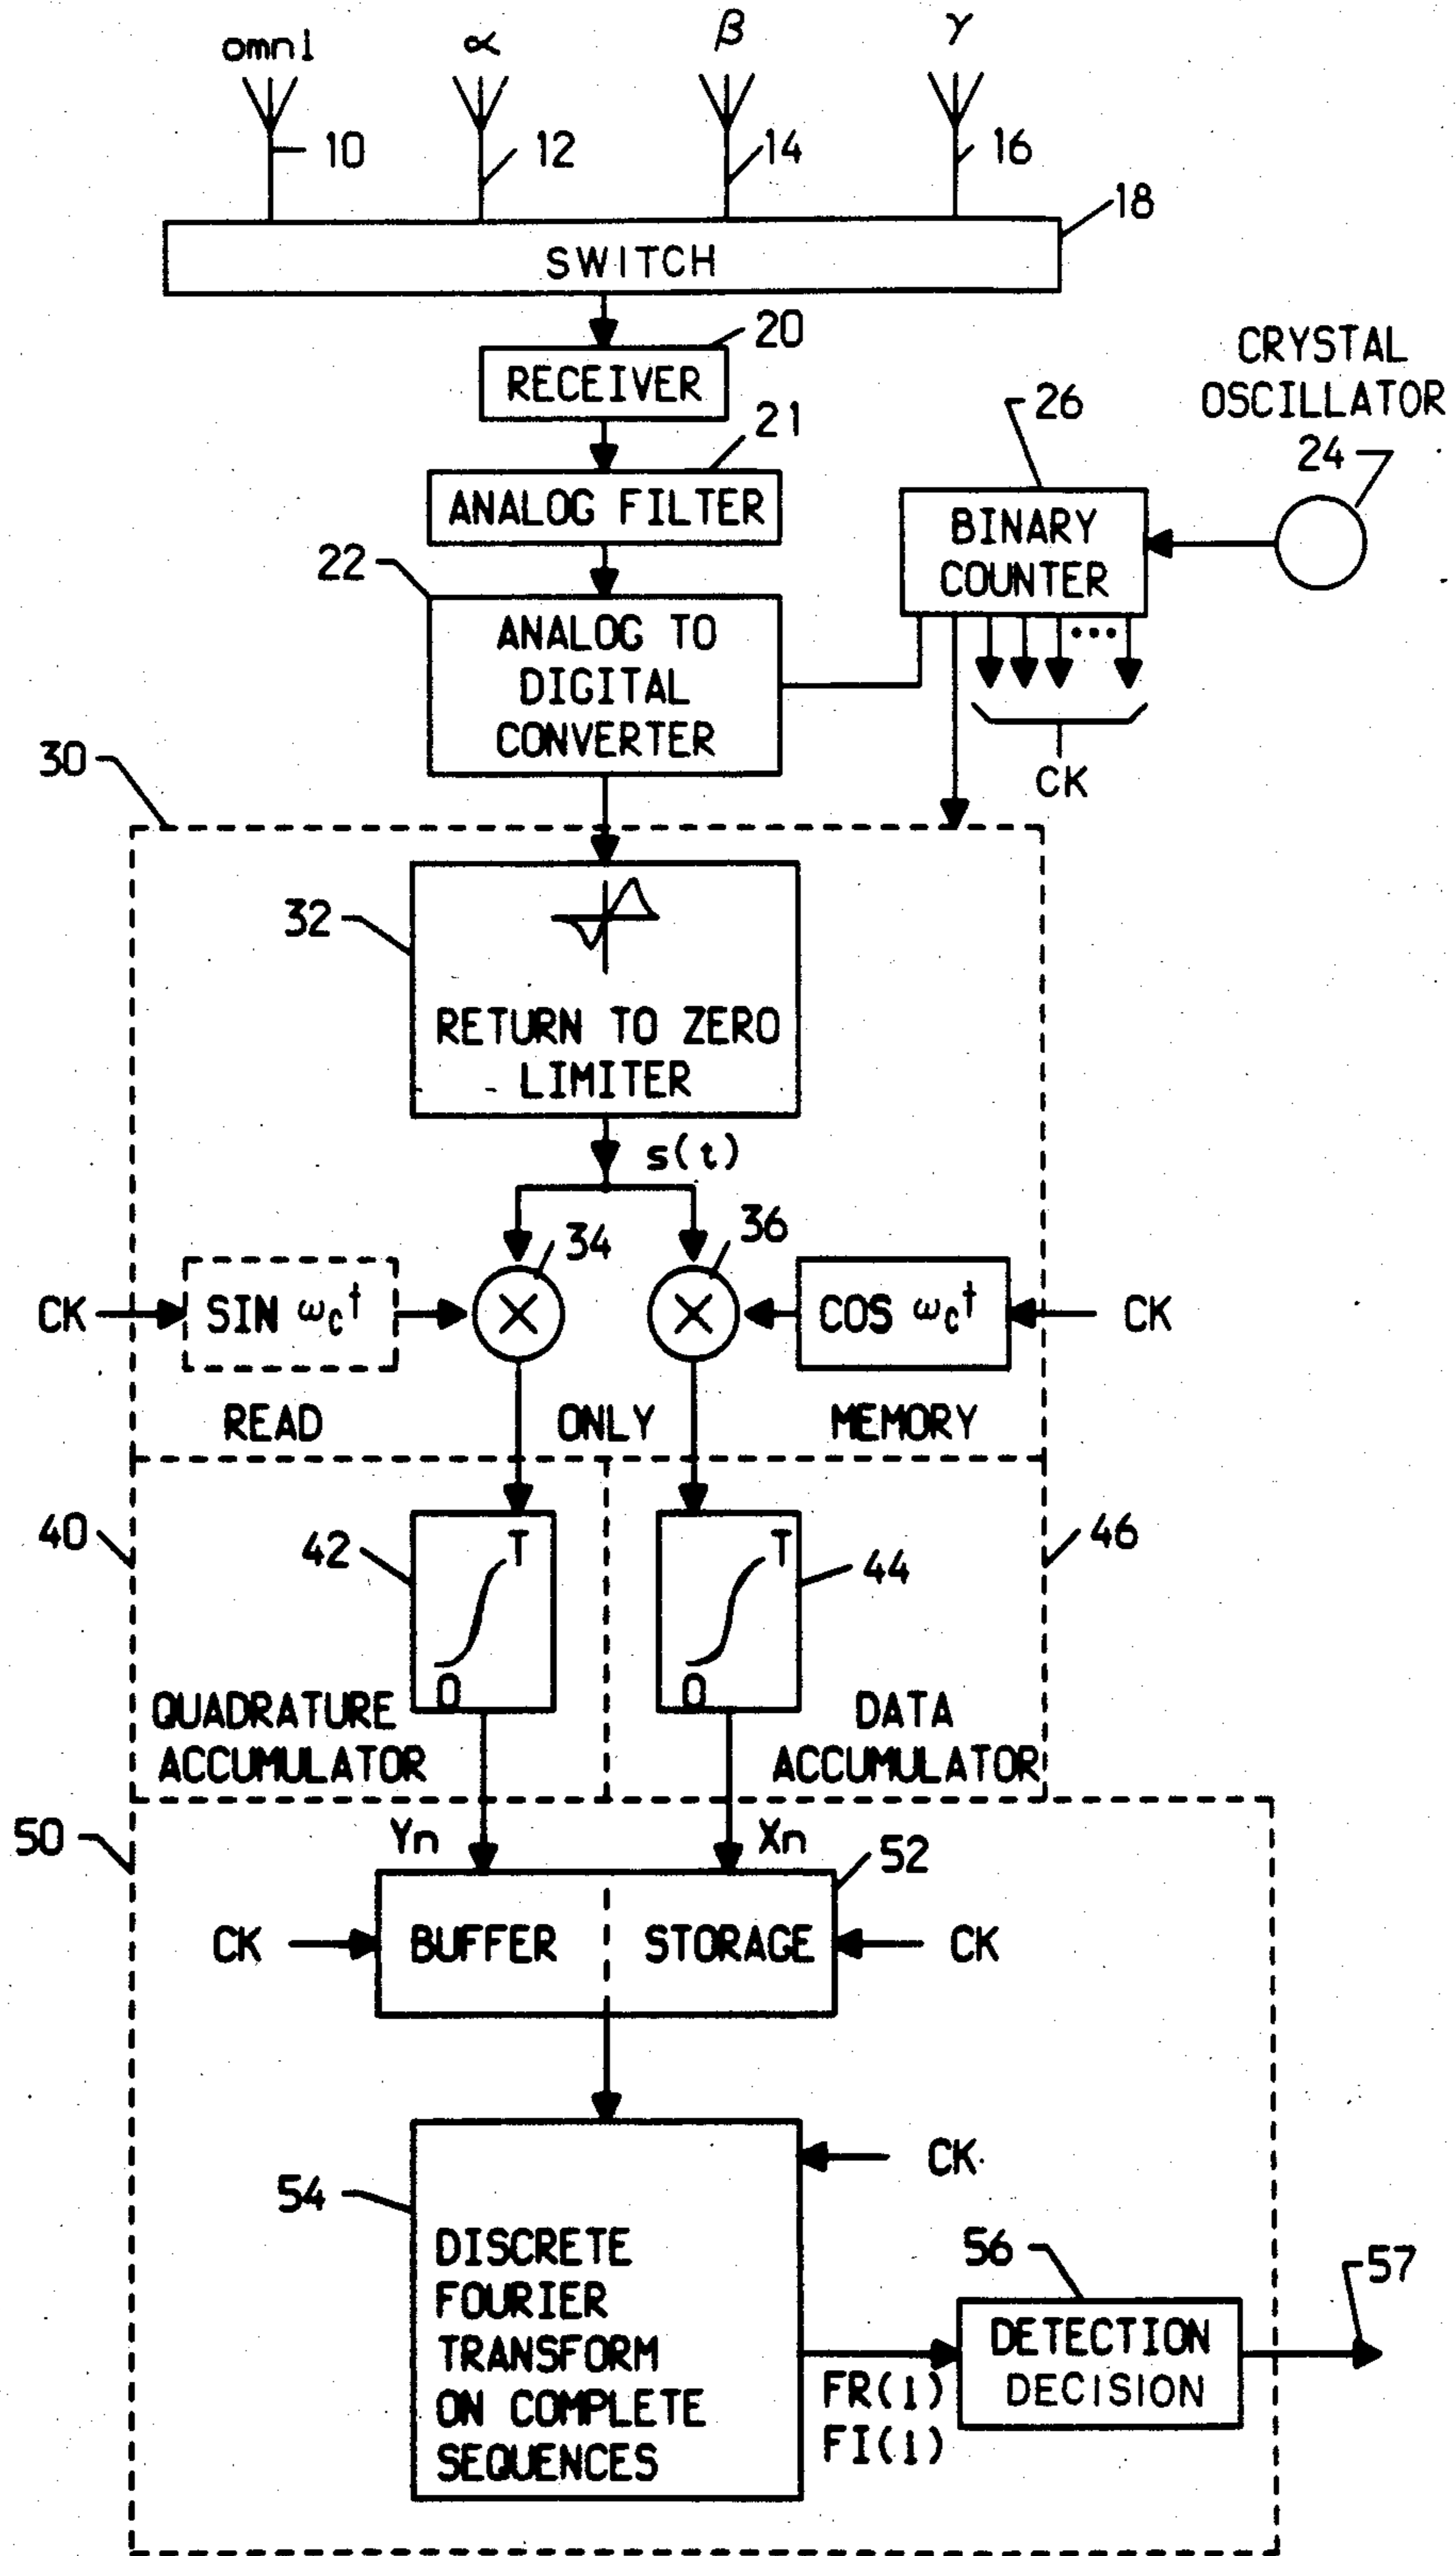 omni α β γ
10 12 14 16
18
SWITCH
20
RECEIVER
21
ANALOG FILTER
CRYSTAL
OSCILLATOR
24
26
BINARY
COUNTER
22
ANALOG TO
DIGITAL
CONVERTER
CK
30
32
RETURN TO ZERO
LIMITER
s(t)
34
36
CK
SIN ωct
COS ωct
CK
READ ONLY MEMORY
40
42
T
O
44
T
O
46
QUADRATURE
ACCUMULATOR
DATA
ACCUMULATOR
50
Yn
Xn
52
CK
BUFFER
STORAGE
CK
54
CK
DISCRETE
FOURIER
TRANSFORM
ON COMPLETE
SEQUENCES
FR(i)
FI(i)
56
DETECTION
DECISION
57